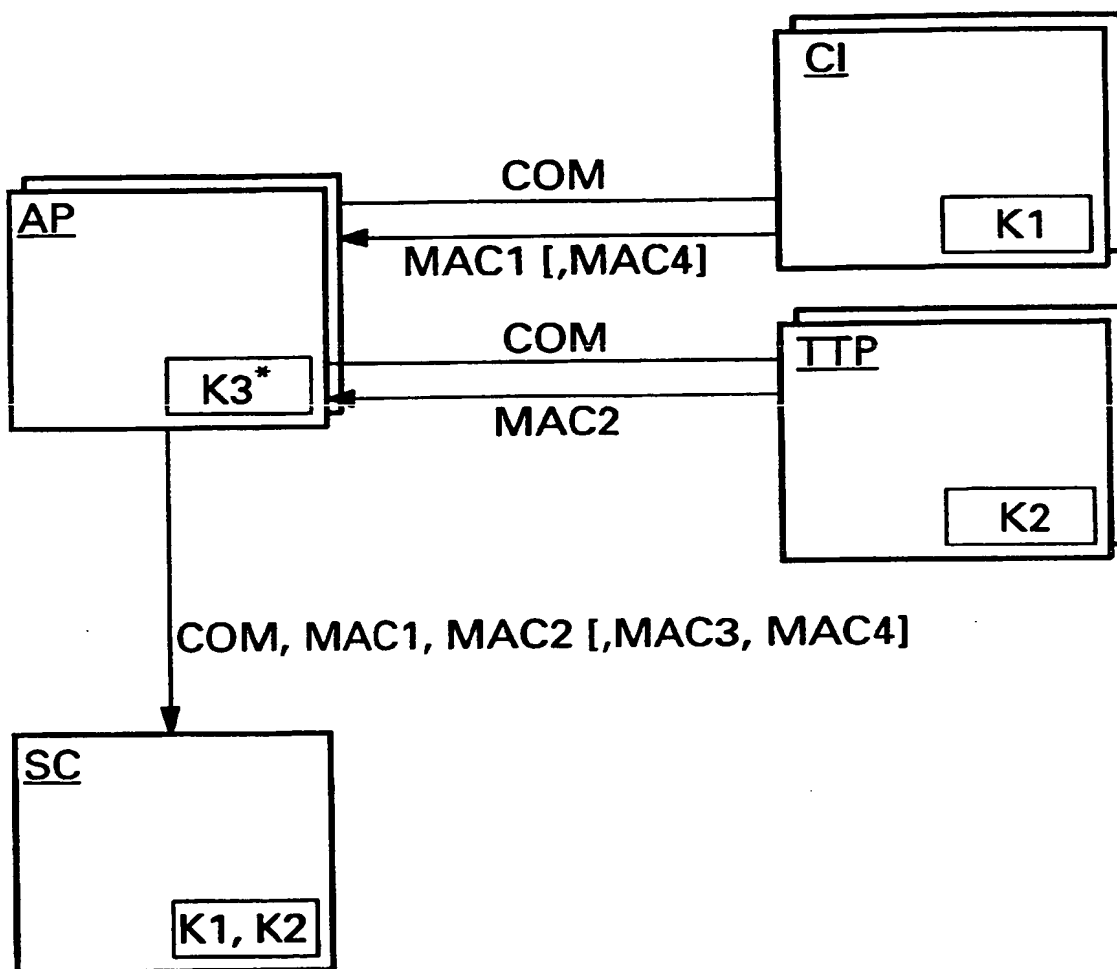 CI
K1
COM
AP
MAC1 [,MAC4]
COM
TTP
K3*
MAC2
K2
COM, MAC1, MAC2 [,MAC3, MAC4]
SC
K1, K2